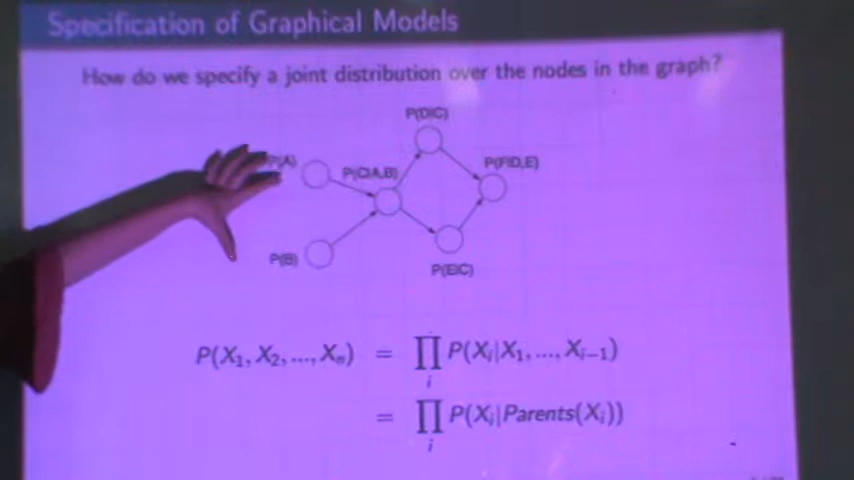 Specification of Graphical Models
How do we specify a joint distribution over the nodes in the graph?
P(D|C)
P(A)
P(C|A,B)
P(F|D,E)
P(B)
P(E|C)
P(X₁, X₂, ..., Xₙ) = ∏ᵢ P(Xᵢ|X₁, ..., Xᵢ₋₁)
= ∏ᵢ P(Xᵢ|Parents(Xᵢ))